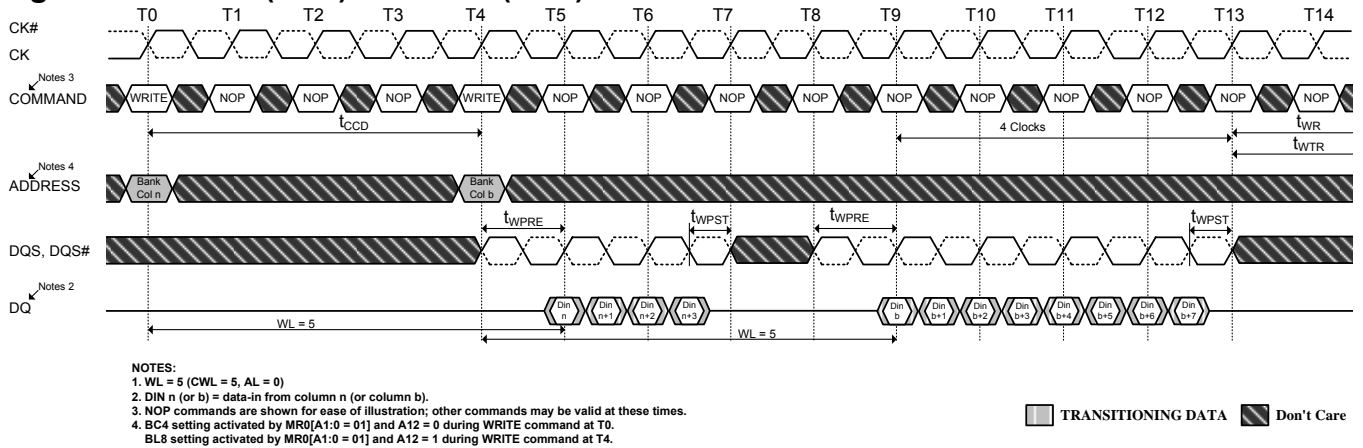 T0 T1 T2 T3 T4 T5 T6 T7 T8 T9 T10 T11 T12 T13 T14
CK#
CK
Notes 3
COMMAND
WRITE NOP NOP NOP WRITE NOP NOP NOP NOP NOP NOP NOP NOP NOP NOP
tCCD
4 Clocks
tWR
tWTR
Notes 4
ADDRESS
Bank Bank
Col n Col b
tWPRE tWPST tWPRE tWPST
DQS, DQS#
Notes 2
DQ
Din Din Din Din Din Din Din Din Din Din Din Din
n n+1 n+2 n+3 b b+1 b+2 b+3 b+4 b+5 b+6 b+7
WL = 5
WL = 5
NOTES:
1. WL = 5 (CWL = 5, AL = 0)
2. DIN n (or b) = data-in from column n (or column b).
3. NOP commands are shown for ease of illustration; other commands may be valid at these times.
4. BC4 setting activated by MR0[A1:0 = 01] and A12 = 0 during WRITE command at T0.
BL8 setting activated by MR0[A1:0 = 01] and A12 = 1 during WRITE command at T4.
TRANSITIONING DATA
Don't Care